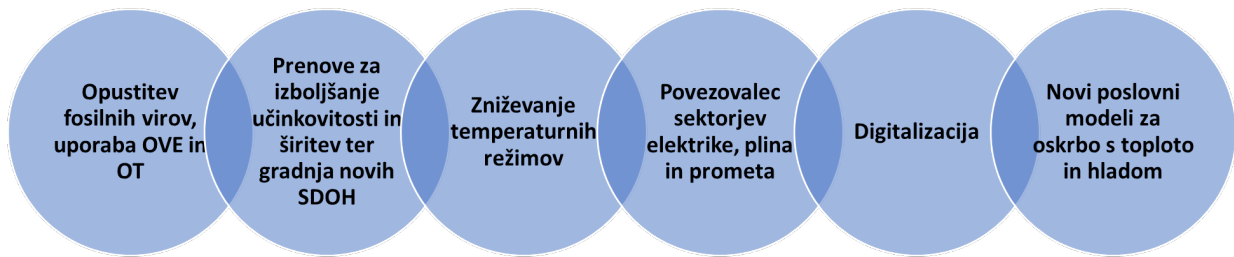 Opustitev
fosilnih virov,
uporaba OVE in
OT
Prenove za
izboljšanje
učinkovitosti in
širitev ter
gradnja novih
SDOH
Zniževanje
temperaturnih
režimov
Povezovalec
sektorjev
elektrike, plina
in prometa
Digitalizacija
Novi poslovni
modeli za
oskrbo s toploto
in hladom